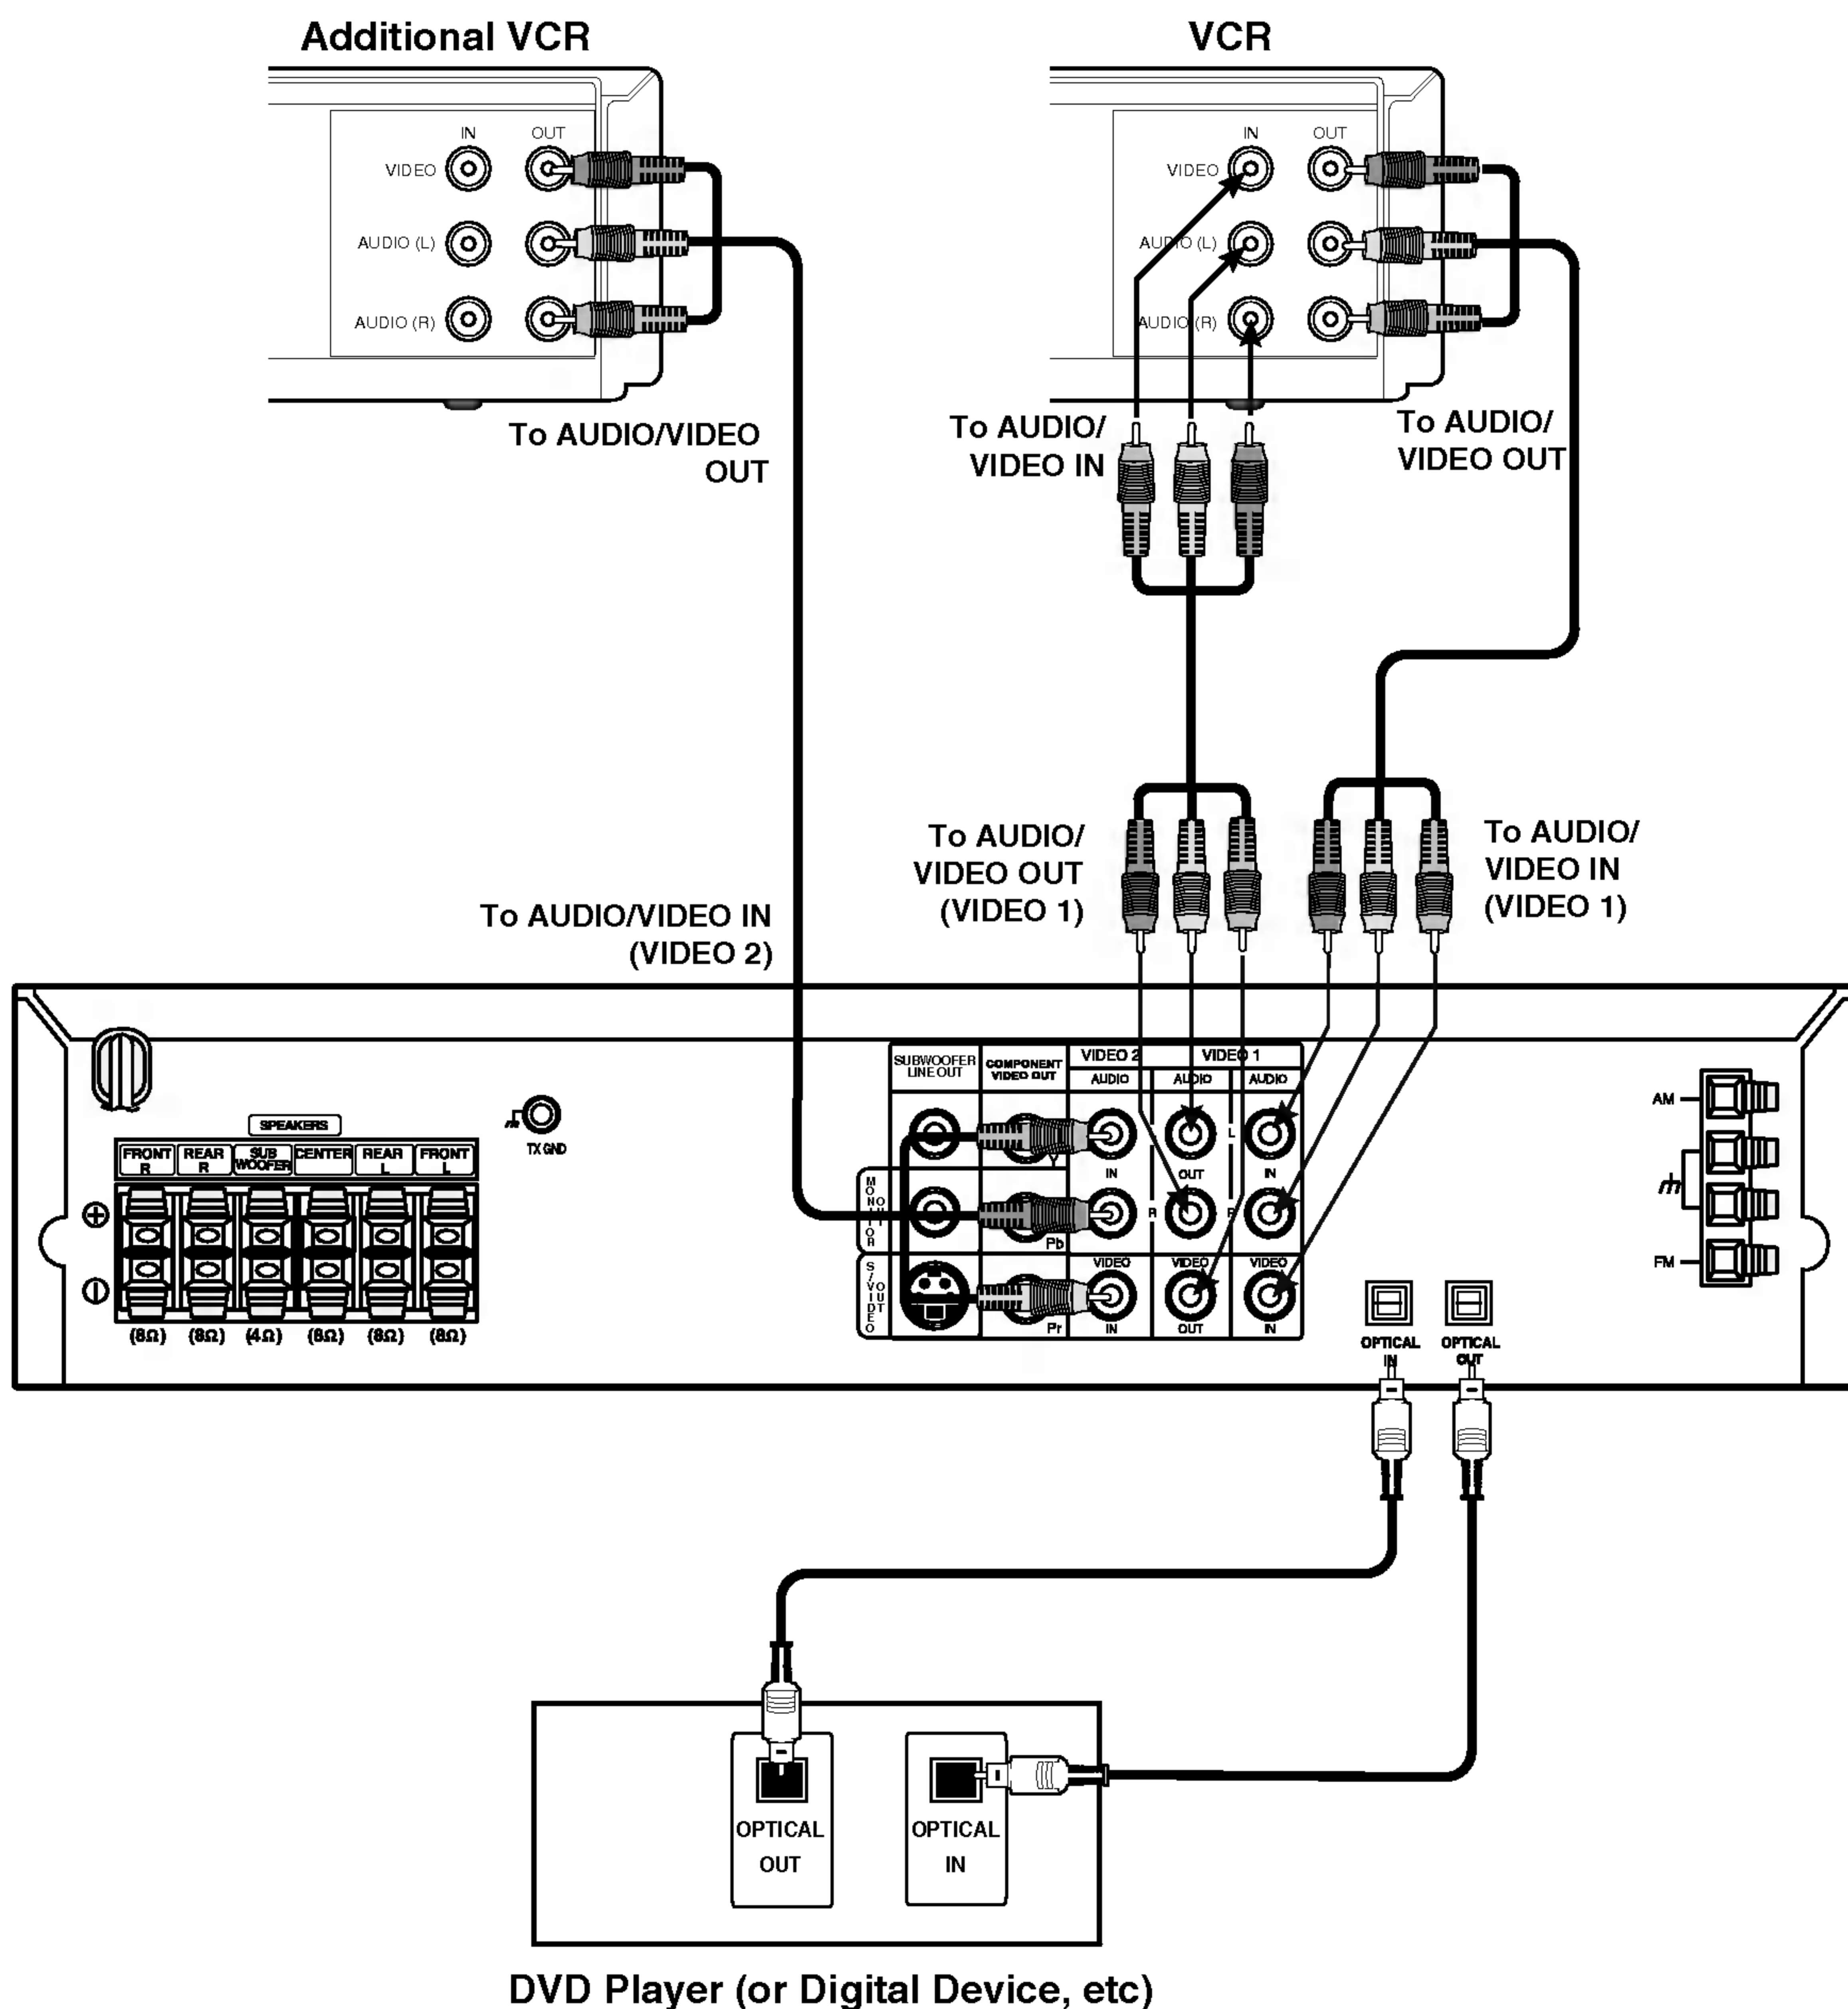 Additional VCR
VCR
IN OUT
VIDEO
AUDIO (L)
AUDIO (R)
IN OUT
VIDEO
AUDIO (L)
AUDIO (R)
To AUDIO/VIDEO
OUT
To AUDIO/
VIDEO IN
To AUDIO/
VIDEO OUT
To AUDIO/VIDEO IN
(VIDEO 2)
To AUDIO/
VIDEO OUT
(VIDEO 1)
To AUDIO/
VIDEO IN
(VIDEO 1)
SPEAKERS
FRONT R
REAR R
SUB WOOFER
CENTER
REAR L
FRONT L
(8Ω) (8Ω) (4Ω) (8Ω) (8Ω) (8Ω)
TX GND
SUBWOOFER
LINE OUT
COMPONENT
VIDEO OUT
VIDEO 2
VIDEO 1
AUDIO AUDIO AUDIO
L
Y
IN OUT IN
MONITOR OUT
R R
Pb
S/VIDEO OUT
VIDEO VIDEO VIDEO
Pr
IN OUT IN
AM
FM
OPTICAL
IN
OPTICAL
OUT
OPTICAL
OUT
OPTICAL
IN
DVD Player (or Digital Device, etc)